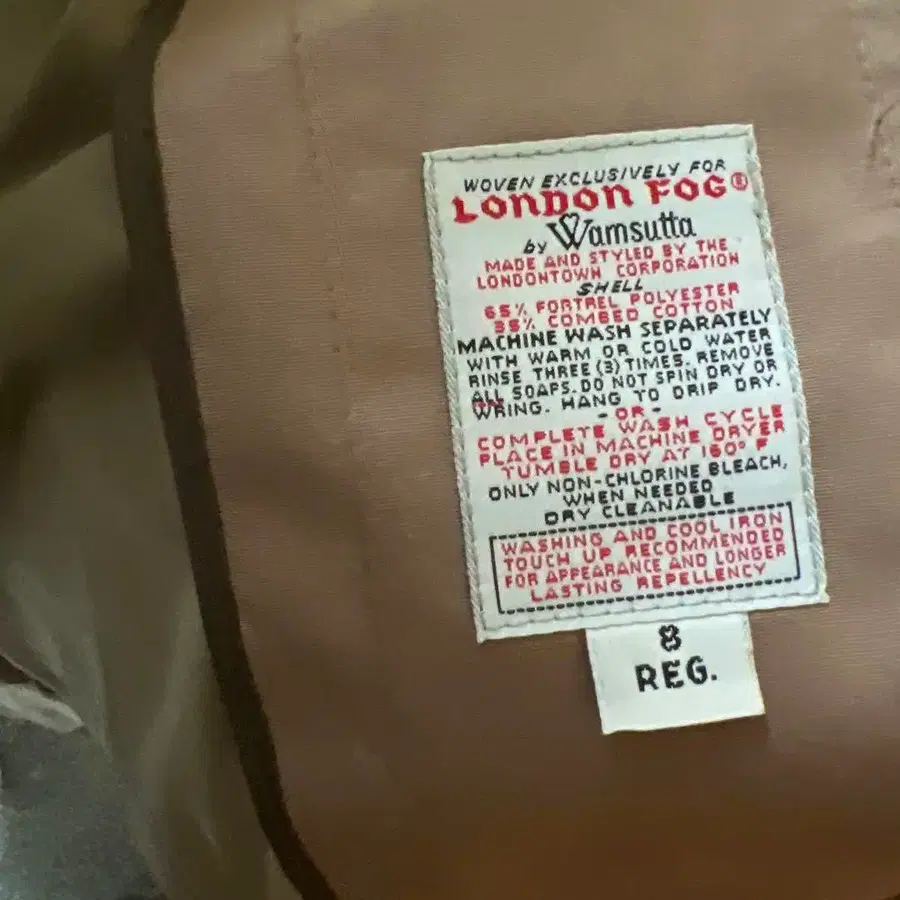 WOVEN EXCLUSIVELY FOR
LONDON FOG®
by Wamsutta
MADE AND STYLED BY THE
LONDONTOWN CORPORATION
SHELL
65% FORTREL POLYESTER
35% COMBED COTTON
MACHINE WASH SEPARATELY
WITH WARM OR COLD WATER
RINSE THREE (3) TIMES. REMOVE
ALL SOAPS. DO NOT SPIN DRY OR
WRING. HANG TO DRIP DRY.
-OR-
COMPLETE WASH CYCLE
PLACE IN MACHINE DRYER
TUMBLE DRY AT 160° F
ONLY NON-CHLORINE BLEACH,
WHEN NEEDED
DRY CLEANABLE
WASHING AND COOL IRON
TOUCH UP RECOMMENDED
FOR APPEARANCE AND LONGER
LASTING REPELLENCY
8
REG.